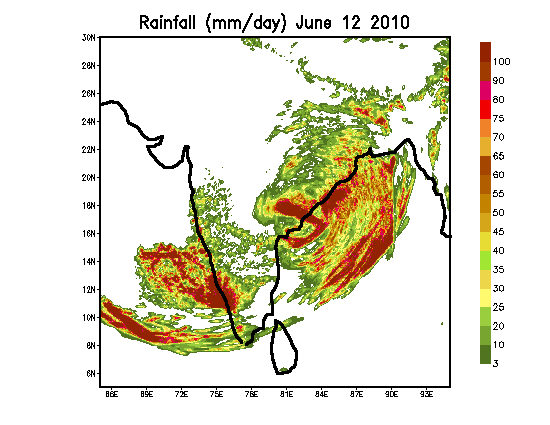 Rainfall (mm/day) June 12 2010
30N
28N
26N
24N
22N
20N
18N
16N
14N
12N
10N
8N
6N
66E 69E 72E 75E 78E 81E 84E 87E 90E 93E
100
90
80
75
70
65
60
55
50
45
40
35
30
25
20
10
3